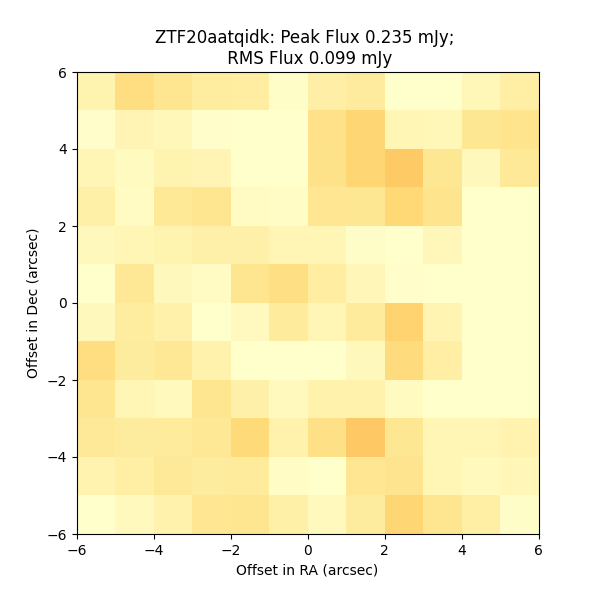 ZTF20aatqidk: Peak Flux 0.235 mJy;
RMS Flux 0.099 mJy
6
4
2
0
−2
−4
−6
Offset in Dec (arcsec)
−6 −4 −2 0 2 4 6
Offset in RA (arcsec)